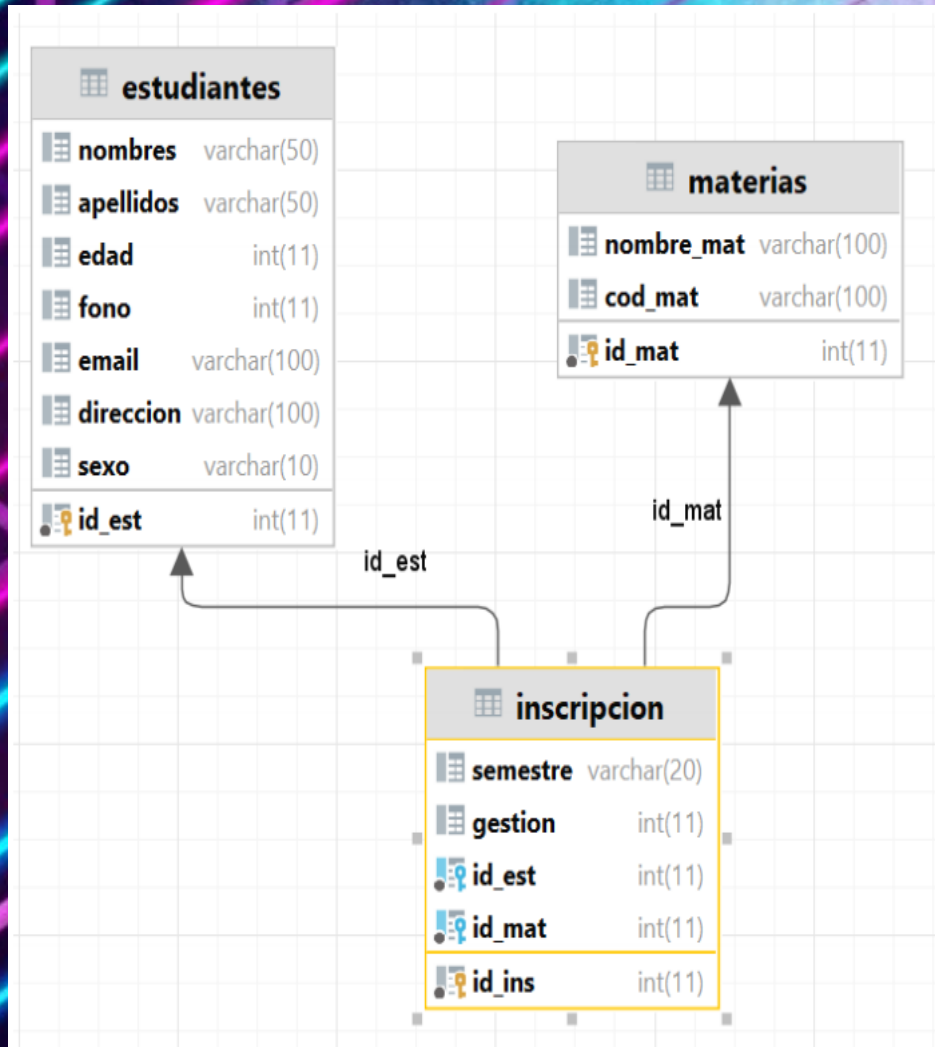 estudiantes
nombres varchar(50)
apellidos varchar(50)
edad int(11)
fono int(11)
email varchar(100)
direccion varchar(100)
sexo varchar(10)
id_est int(11)
materias
nombre_mat varchar(100)
cod_mat varchar(100)
id_mat int(11)
id_mat
id_est
inscripcion
semestre varchar(20)
gestion int(11)
id_est int(11)
id_mat int(11)
id_ins int(11)